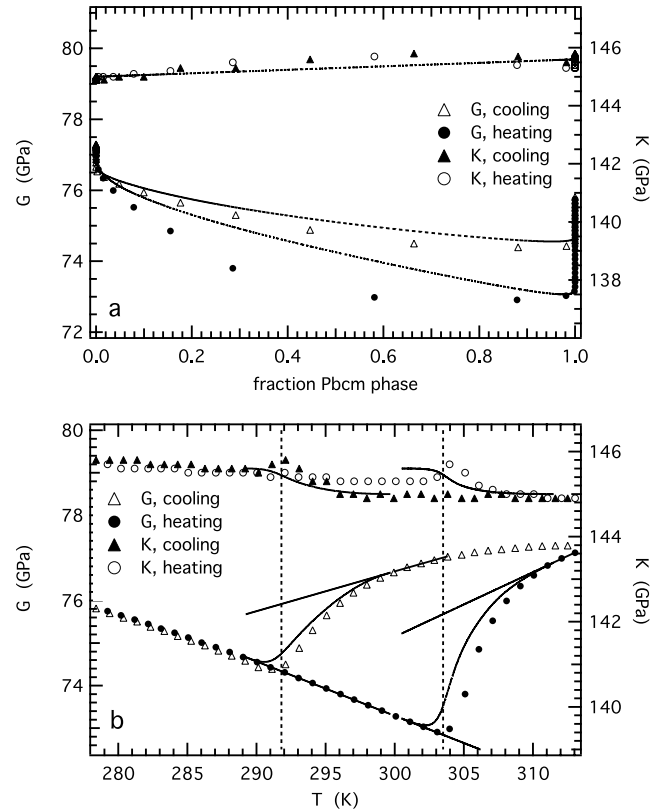 80
78
76
74
72
G (GPa)
146
144
142
140
138
K (GPa)
△ G, cooling
● G, heating
▲ K, cooling
○ K, heating
a
0.0 0.2 0.4 0.6 0.8 1.0
fraction Pbcm phase
80
78
76
74
G (GPa)
146
144
142
140
K (GPa)
△ G, cooling
● G, heating
▲ K, cooling
○ K, heating
b
280 285 290 295 300 305 310
T (K)